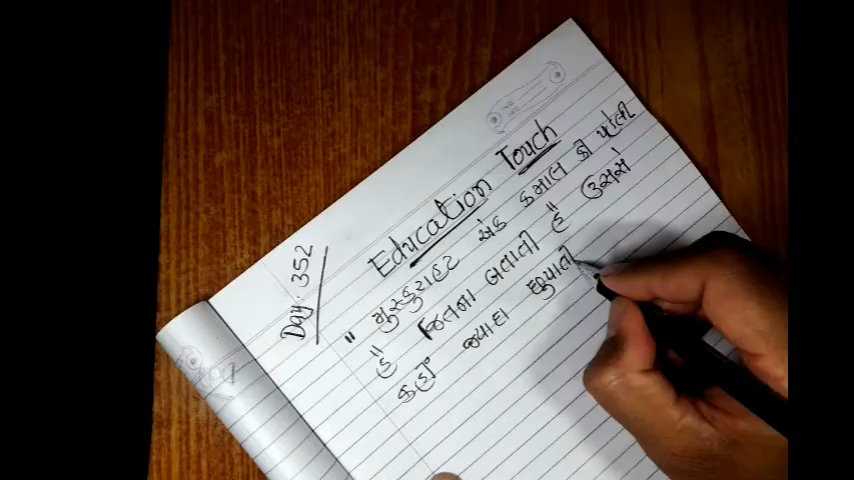 Day. 352
Education Touch
" મુસ્કુરાહટ એક કમાલ કી પહેલી
હૈ" જિતના બતાતી હૈ" ઉસસે
કહીં જ્યાદા છુપાતી